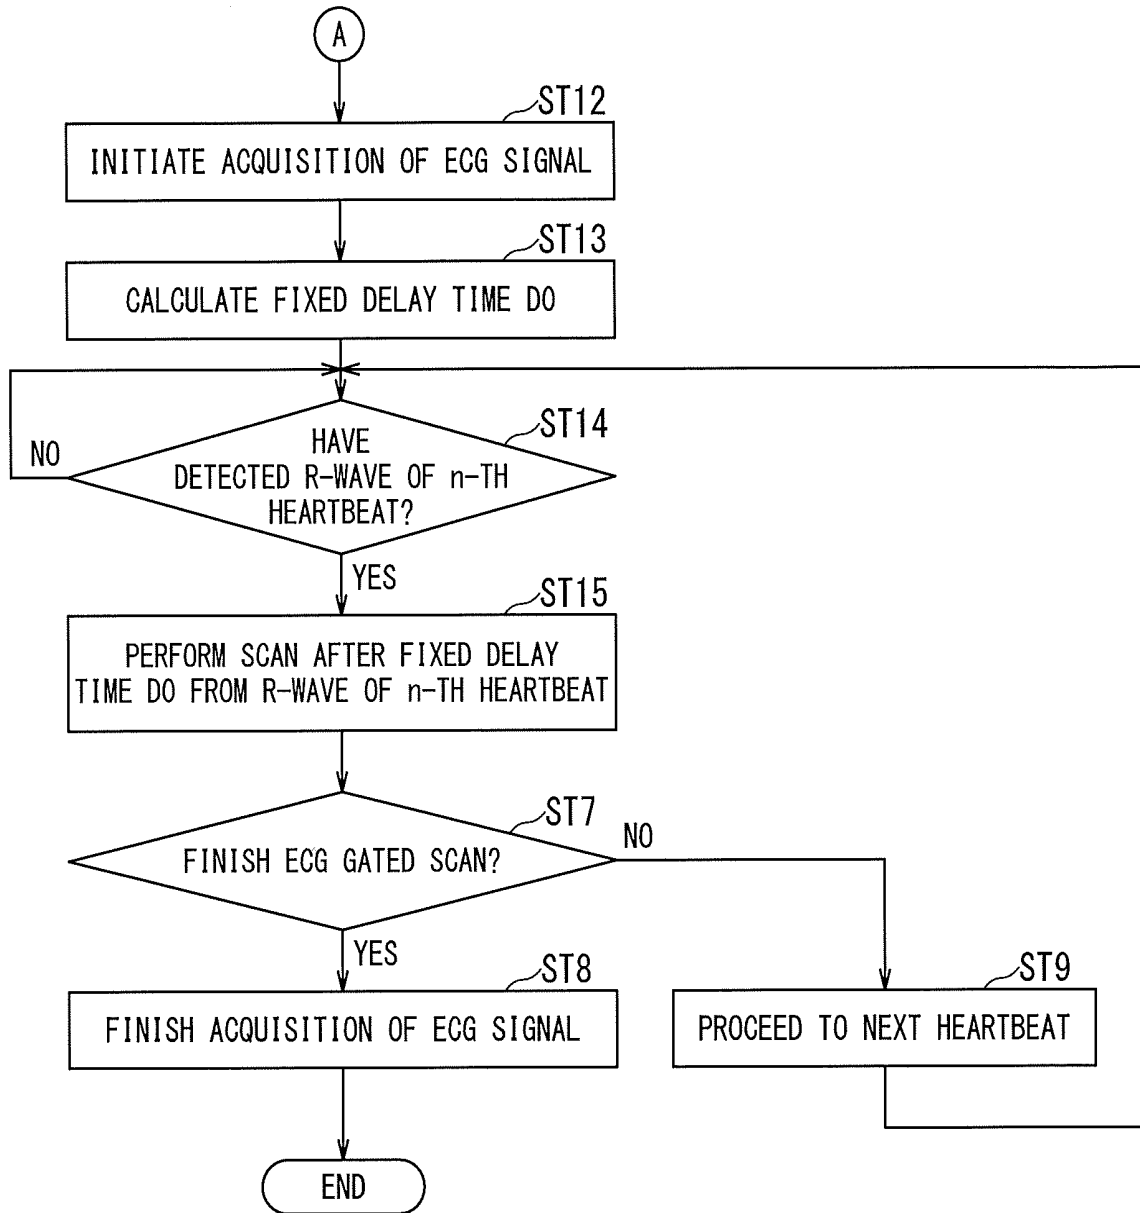 A
ST12
INITIATE ACQUISITION OF ECG SIGNAL
ST13
CALCULATE FIXED DELAY TIME DO
ST14
HAVE
DETECTED R-WAVE OF n-TH
HEARTBEAT?
NO
YES
ST15
PERFORM SCAN AFTER FIXED DELAY
TIME DO FROM R-WAVE OF n-TH HEARTBEAT
ST7
FINISH ECG GATED SCAN?
NO
YES
ST8
FINISH ACQUISITION OF ECG SIGNAL
ST9
PROCEED TO NEXT HEARTBEAT
END